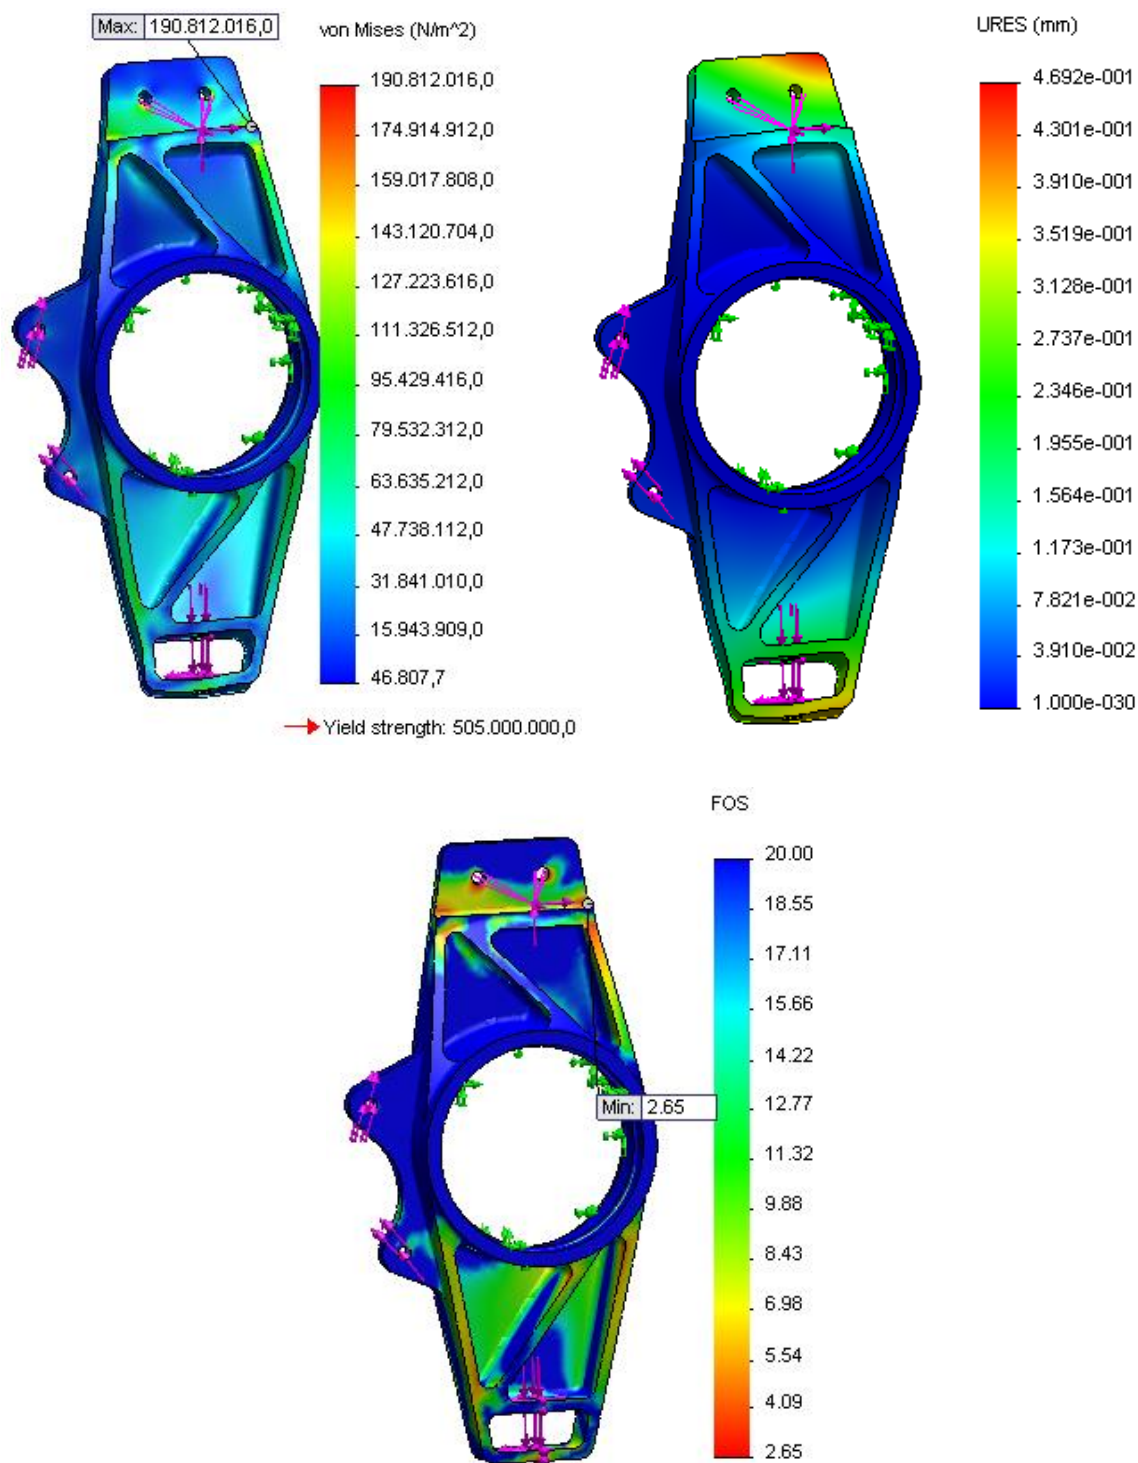 Max: 190.812.016,0
von Mises (N/m^2)
190.812.016,0
174.914.912,0
159.017.808,0
143.120.704,0
127.223.616,0
111.326.512,0
95.429.416,0
79.532.312,0
63.635.212,0
47.738.112,0
31.841.010,0
15.943.909,0
46.807,7
Yield strength: 505.000.000,0
URES (mm)
4.692e-001
4.301e-001
3.910e-001
3.519e-001
3.128e-001
2.737e-001
2.346e-001
1.955e-001
1.564e-001
1.173e-001
7.821e-002
3.910e-002
1.000e-030
FOS
20.00
18.55
17.11
15.66
14.22
12.77
11.32
9.88
8.43
6.98
5.54
4.09
2.65
Min: 2.65